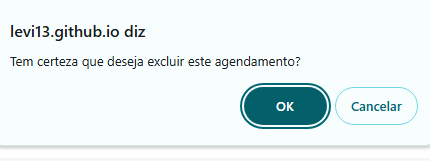 levi13.github.io diz
Tem certeza que deseja excluir este agendamento?
OK Cancelar